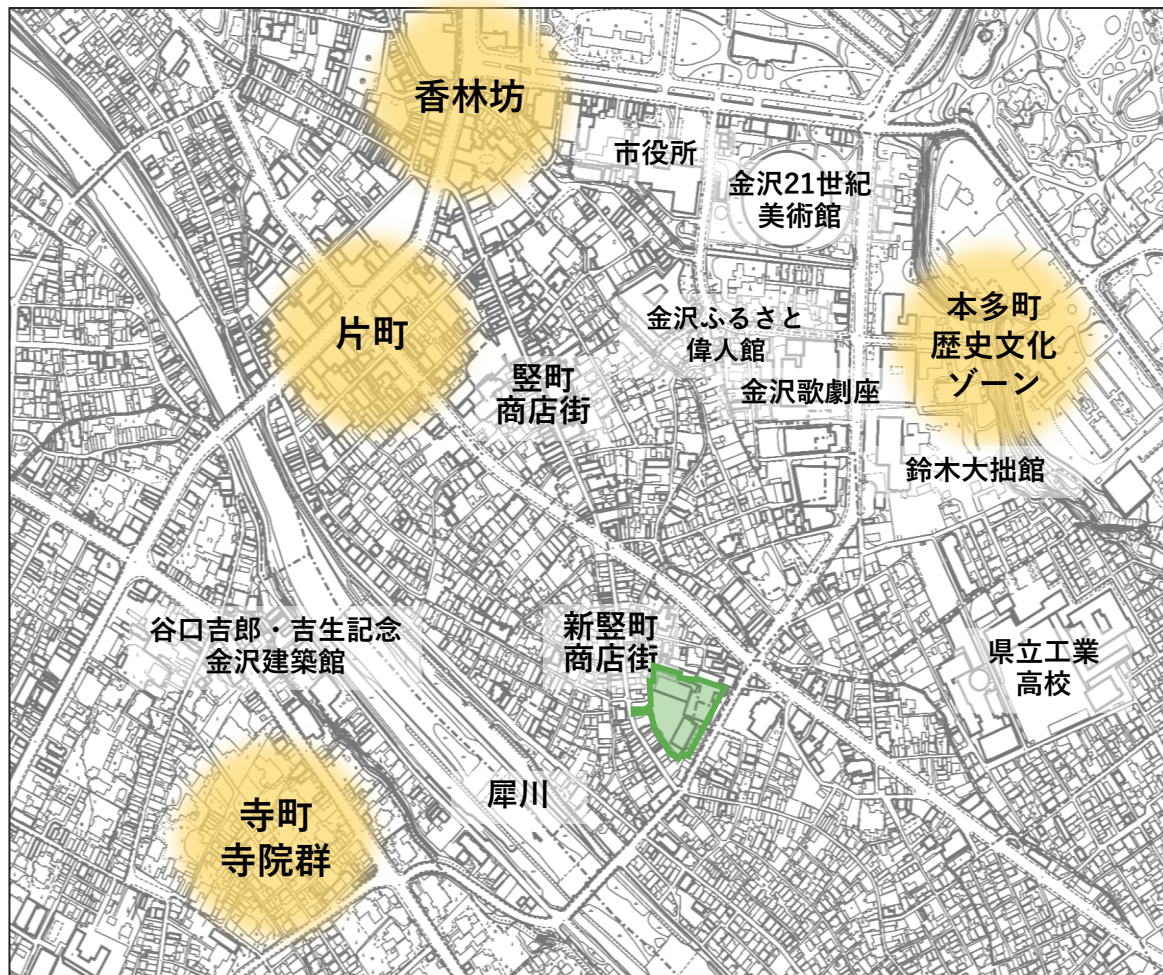 香林坊
市役所
金沢21世紀
美術館
片町
本多町
歴史文化
ゾーン
金沢ふるさと
偉人館
竪町
商店街
金沢歌劇座
鈴木大拙館
谷口吉郎・吉生記念
金沢建築館
新竪町
商店街
県立工業
高校
犀川
寺町
寺院群